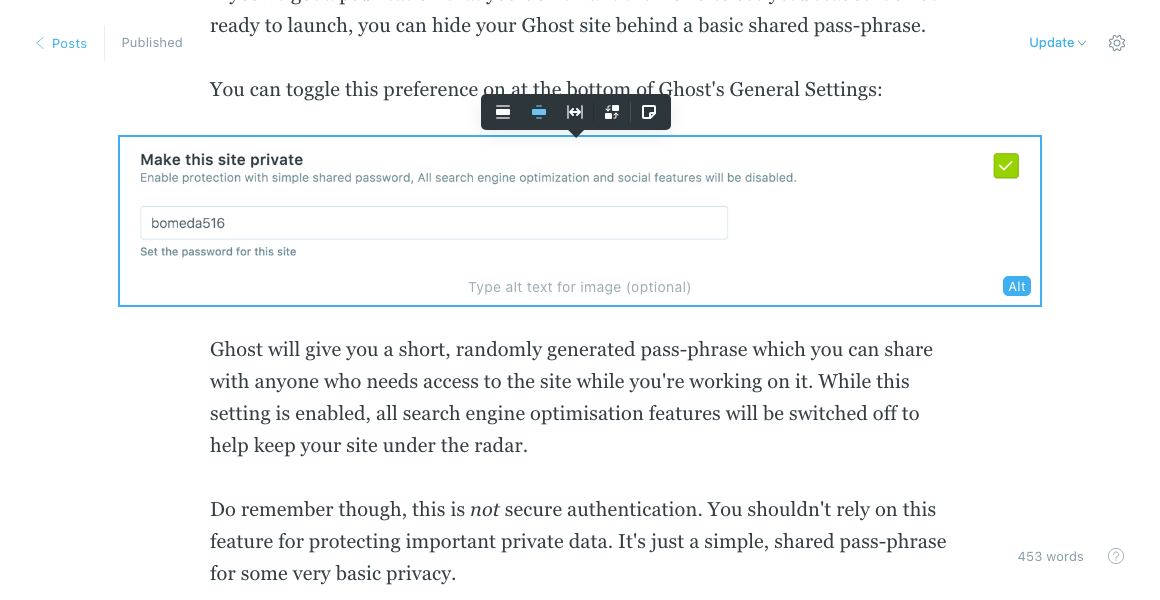 ready to launch, you can hide your Ghost site behind a basic shared pass-phrase.
Posts
Published
Update
You can toggle this preference on at the bottom of Ghost's General Settings:
Make this site private
Enable protection with simple shared password, All search engine optimization and social features will be disabled.
bomeda516
Set the password for this site
Type alt text for image (optional)
Alt
Ghost will give you a short, randomly generated pass-phrase which you can share
with anyone who needs access to the site while you're working on it. While this
setting is enabled, all search engine optimisation features will be switched off to
help keep your site under the radar.
Do remember though, this is not secure authentication. You shouldn't rely on this
feature for protecting important private data. It's just a simple, shared pass-phrase
for some very basic privacy.
453 words
?